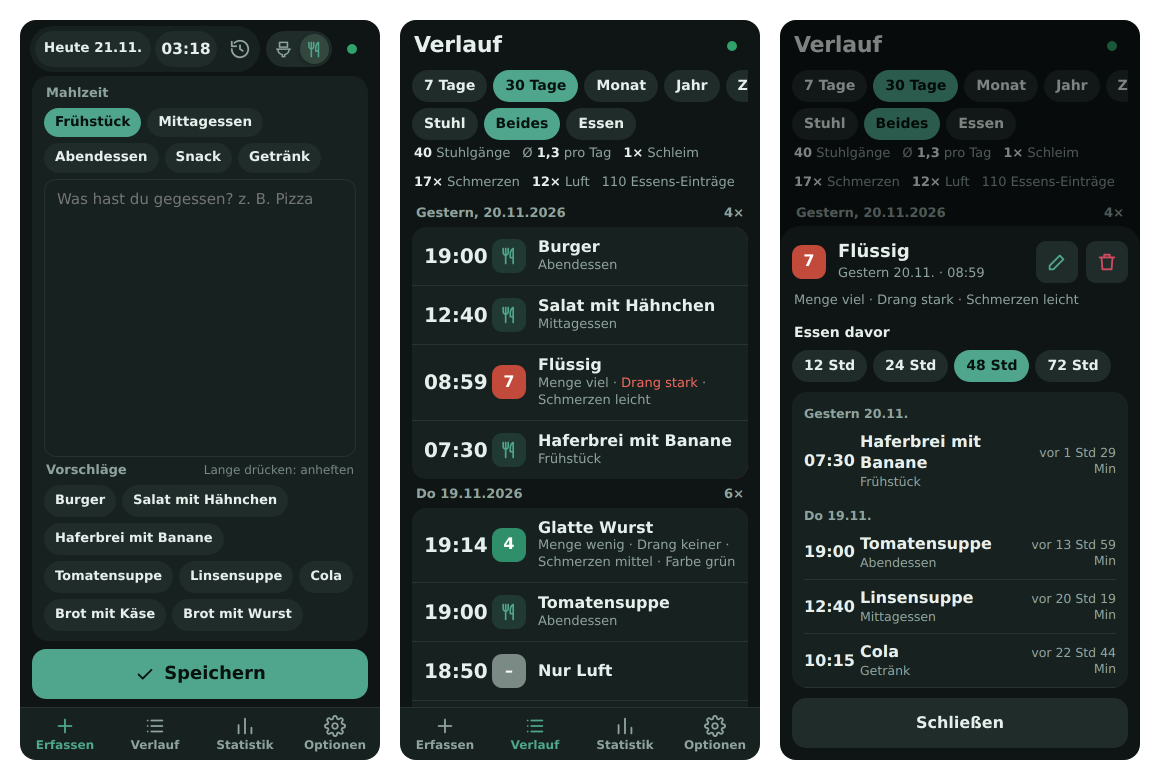 Heute 21.11. 03:18
Mahlzeit
Frühstück Mittagessen
Abendessen Snack Getränk
Was hast du gegessen? z. B. Pizza
Vorschläge Lange drücken: anheften
Burger Salat mit Hähnchen
Haferbrei mit Banane
Tomatensuppe Linsensuppe Cola
Brot mit Käse Brot mit Wurst
Speichern
Erfassen Verlauf Statistik Optionen
Verlauf
7 Tage 30 Tage Monat Jahr Z
Stuhl Beides Essen
40 Stuhlgänge Ø 1,3 pro Tag 1× Schleim
17× Schmerzen 12× Luft 110 Essens-Einträge
Gestern, 20.11.2026 4×
19:00 Burger
Abendessen
12:40 Salat mit Hähnchen
Mittagessen
08:59 7 Flüssig
Menge viel · Drang stark ·
Schmerzen leicht
07:30 Haferbrei mit Banane
Frühstück
Do 19.11.2026 6×
19:14 4 Glatte Wurst
Menge wenig · Drang keiner ·
Schmerzen mittel · Farbe grün
19:00 Tomatensuppe
Abendessen
18:50 – Nur Luft
Erfassen Verlauf Statistik Optionen
Verlauf
7 Tage 30 Tage Monat Jahr Z
Stuhl Beides Essen
40 Stuhlgänge Ø 1,3 pro Tag 1× Schleim
17× Schmerzen 12× Luft 110 Essens-Einträge
Gestern, 20.11.2026 4×
7 Flüssig
Gestern 20.11. · 08:59
Menge viel · Drang stark · Schmerzen leicht
Essen davor
12 Std 24 Std 48 Std 72 Std
Gestern 20.11.
07:30 Haferbrei mit Banane vor 1 Std 29 Min
Frühstück
Do 19.11.
19:00 Tomatensuppe vor 13 Std 59 Min
Abendessen
12:40 Linsensuppe vor 20 Std 19 Min
Mittagessen
10:15 Cola vor 22 Std 44 Min
Getränk
Schließen